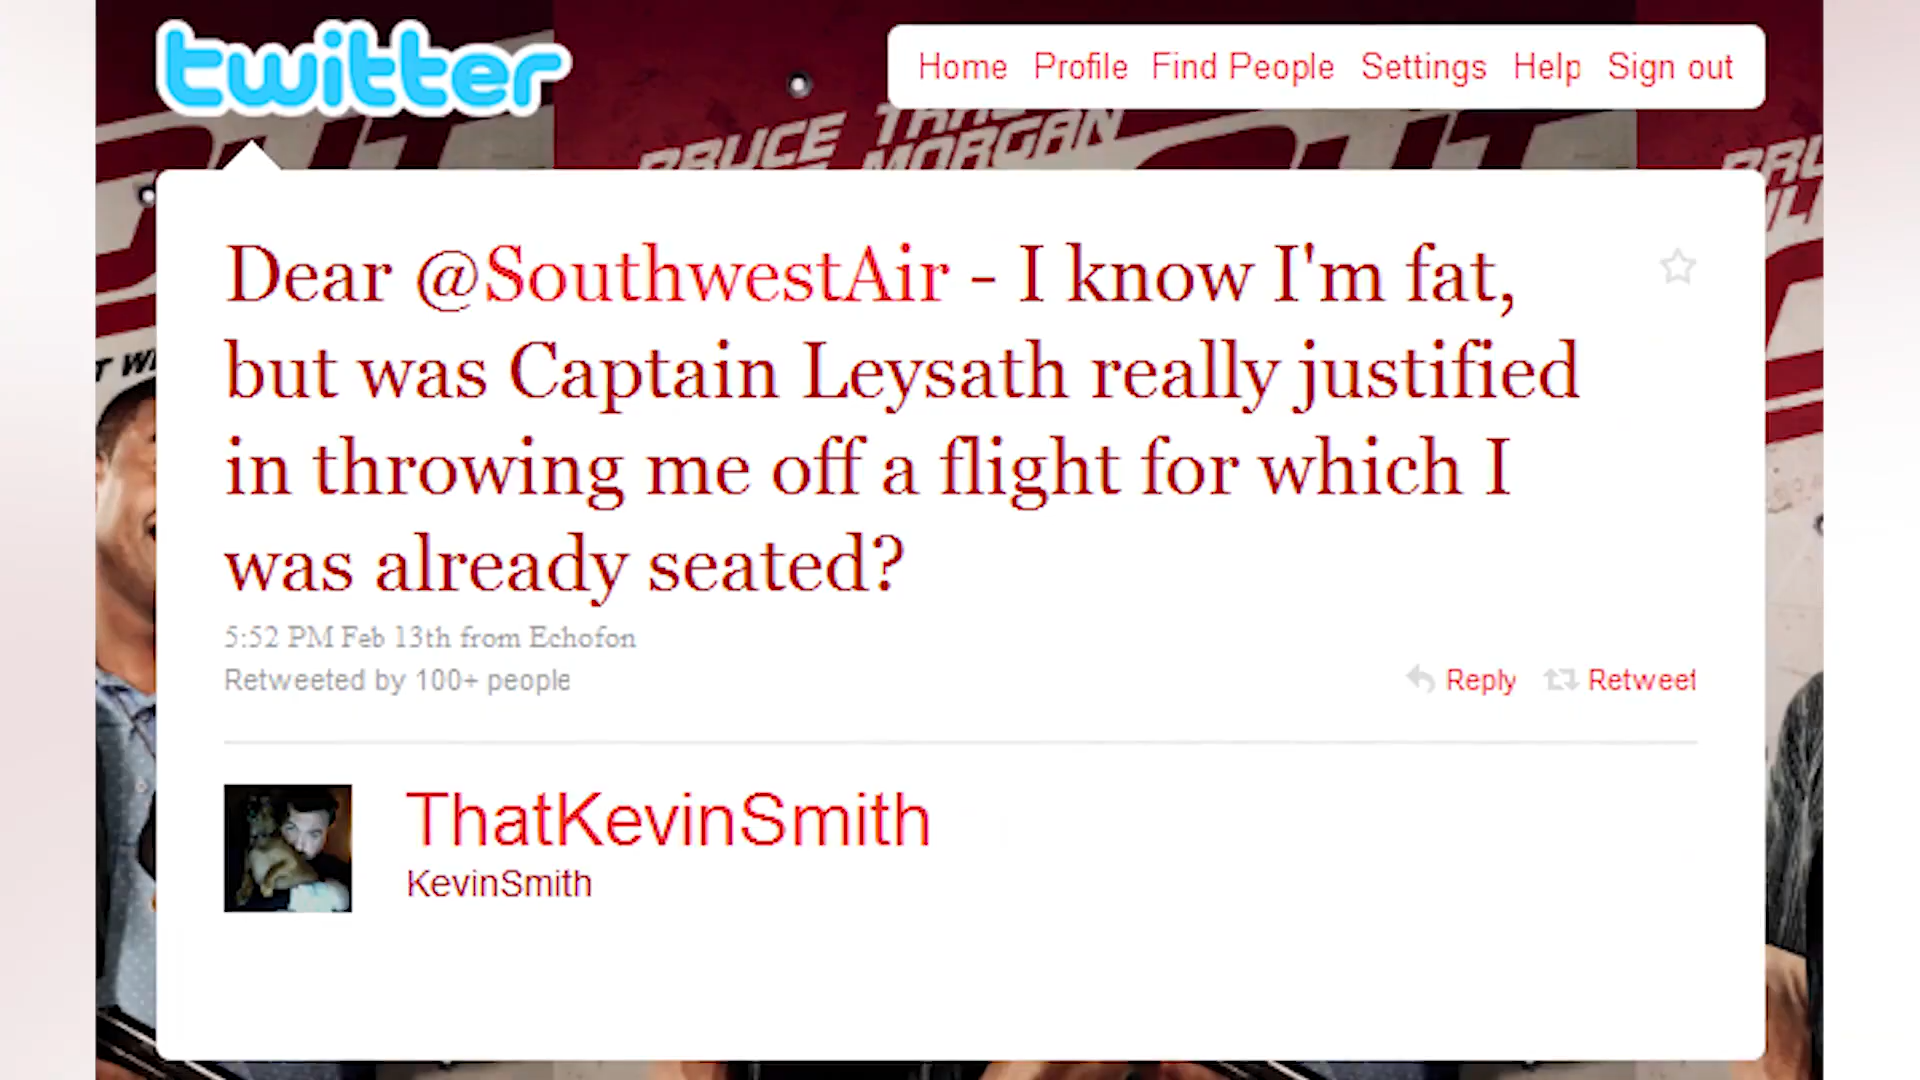 twitter
Home Profile Find People Settings Help Sign out
BRUCE
MORGAN
Dear @SouthwestAir - I know I'm fat,
but was Captain Leysath really justified
in throwing me off a flight for which I
was already seated?
5:52 PM Feb 13th from Echofon
Retweeted by 100+ people
Reply Retweet
ThatKevinSmith
KevinSmith